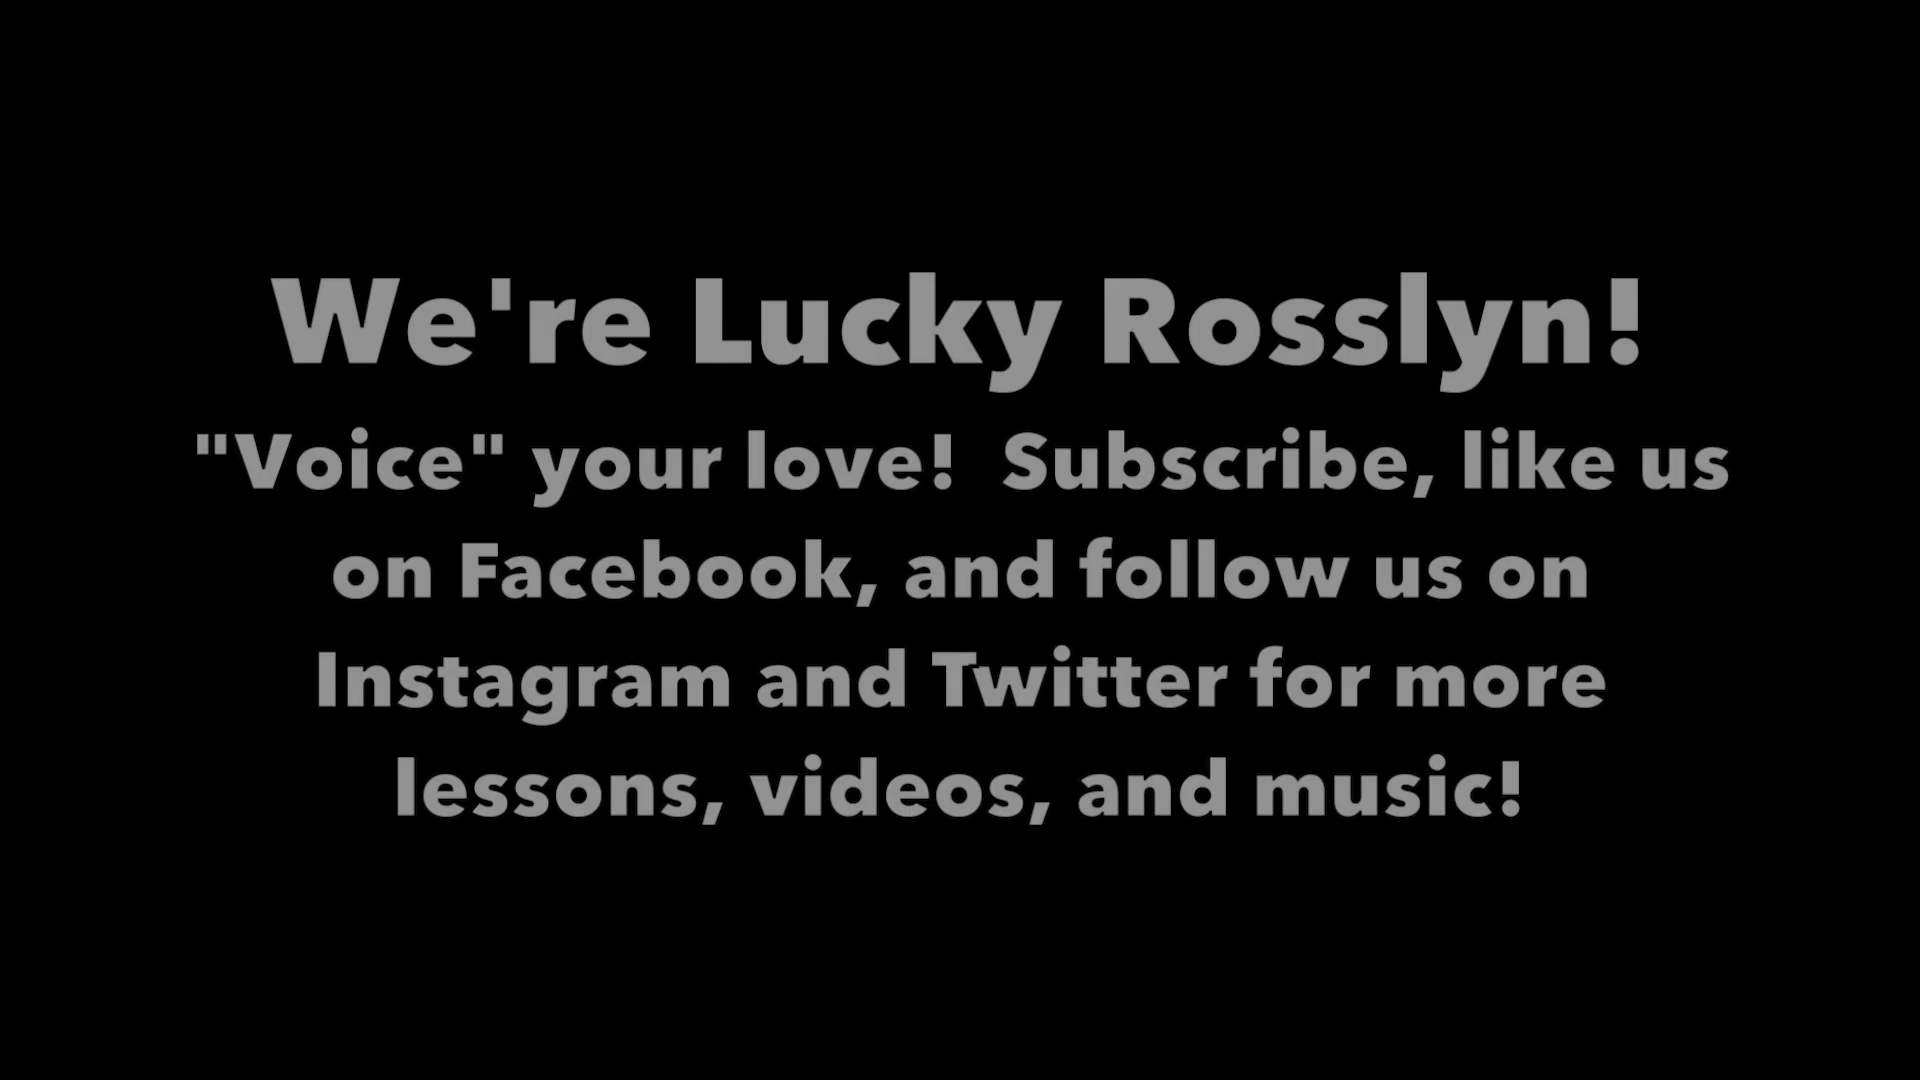 We're Lucky Rosslyn!
"Voice" your love!  Subscribe, like us
on Facebook, and follow us on
Instagram and Twitter for more
lessons, videos, and music!